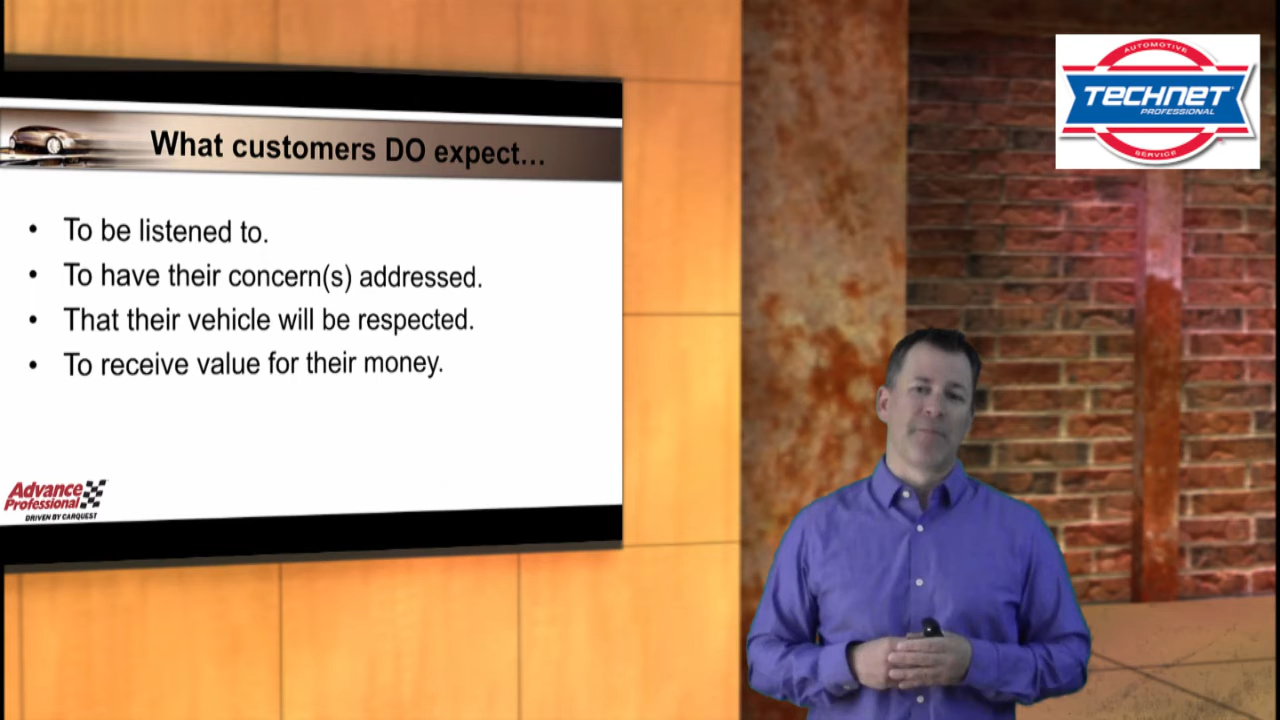 What customers DO expect…
• To be listened to.
• To have their concern(s) addressed.
• That their vehicle will be respected.
• To receive value for their money.
Advance
Professional
DRIVEN BY CARQUEST
AUTOMOTIVE
TECHNET
PROFESSIONAL
SERVICE